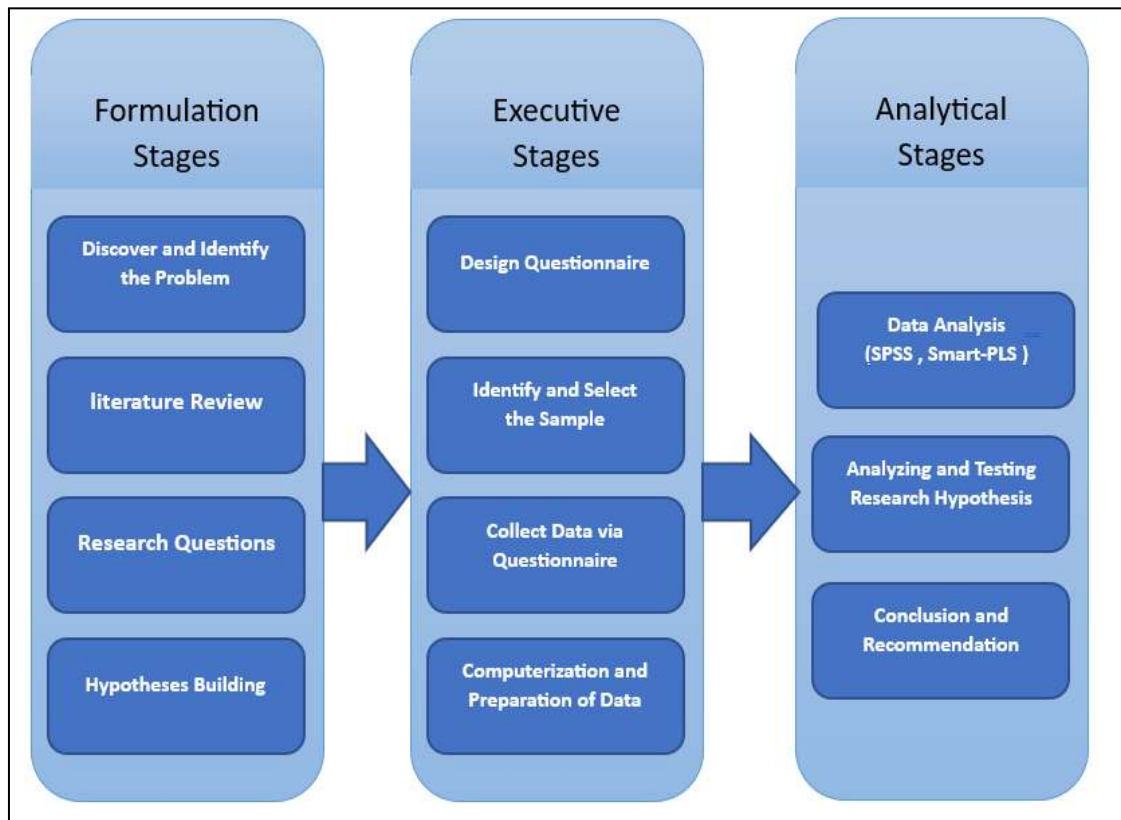 Formulation
Stages
Discover and Identify
the Problem
literature Review
Research Questions
Hypotheses Building
Executive
Stages
Design Questionnaire
Identify and Select
the Sample
Collect Data via
Questionnaire
Computerization and
Preparation of Data
Analytical
Stages
Data Analysis
(SPSS , Smart-PLS )
Analyzing and Testing
Research Hypothesis
Conclusion and
Recommendation